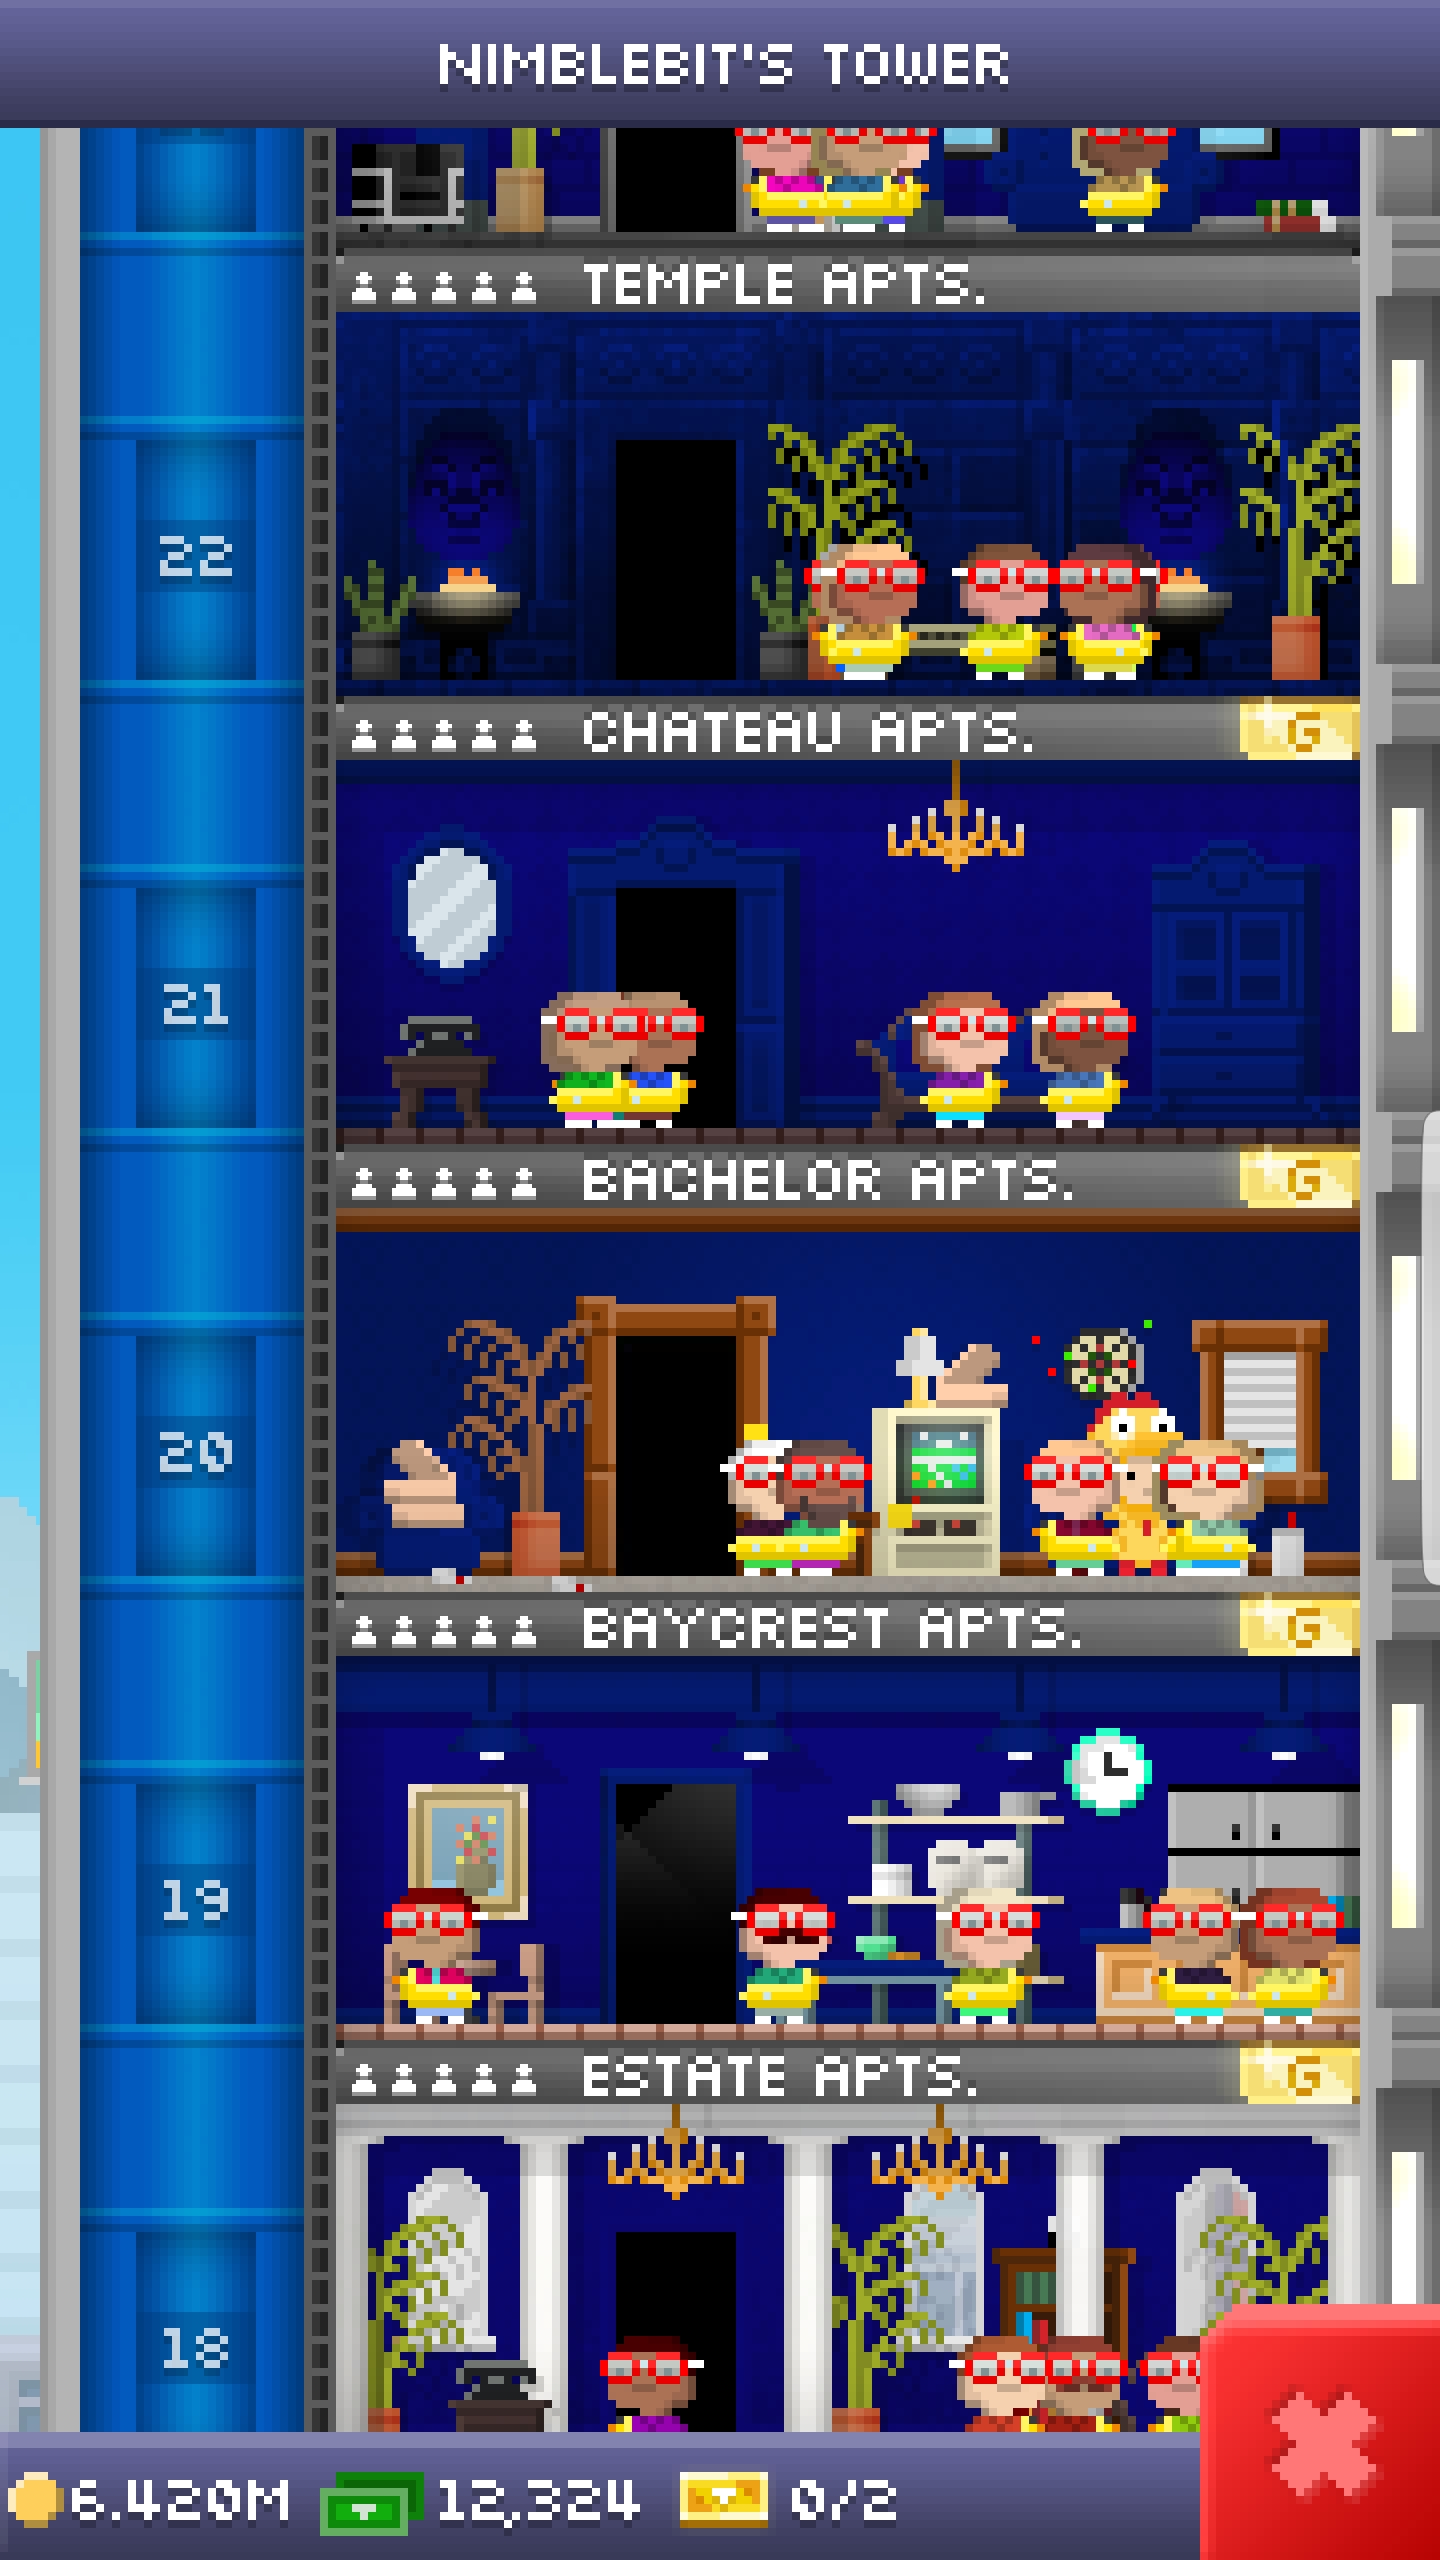 NIMBLEBIT'S TOWER
TEMPLE APTS.
22
CHATEAU APTS. G
21
BACHELOR APTS. G
20
BAYCREST APTS. G
19
ESTATE APTS. G
18
6.420M 12,324 0/2